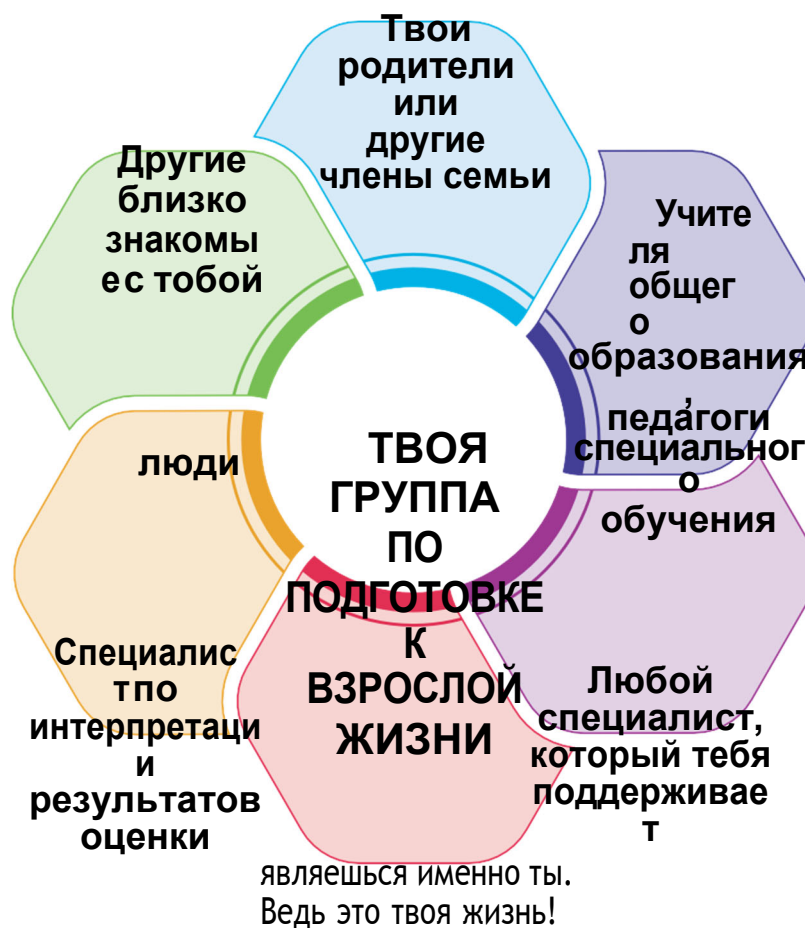 Твои
родители
или
другие
члены семьи
Другие
близко
знакомы
е с тобой
люди
Учите
ля
общег
о
образования
,
педагоги
специальног
о
обучения
ТВОЯ
ГРУППА
ПО
ПОДГОТОВКЕ
К
ВЗРОСЛОЙ
ЖИЗНИ
Специалис
т по
интерпретаци
и
результатов
оценки
Любой
специалист,
который тебя
поддерживае
т
являешься именно ты.
Ведь это твоя жизнь!